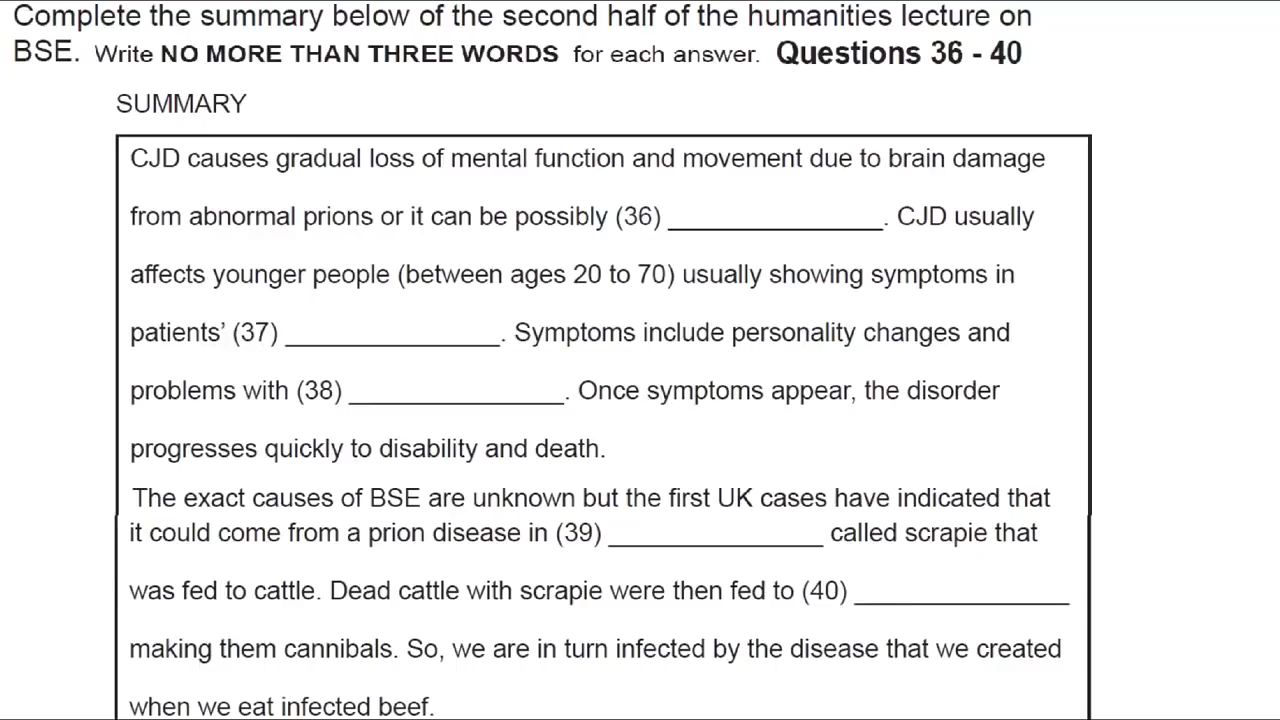 Complete the summary below of the second half of the humanities lecture on
BSE. Write NO MORE THAN THREE WORDS for each answer. Questions 36 - 40
SUMMARY
CJD causes gradual loss of mental function and movement due to brain damage
from abnormal prions or it can be possibly (36) _______________. CJD usually
affects younger people (between ages 20 to 70) usually showing symptoms in
patients’ (37) _______________. Symptoms include personality changes and
problems with (38) _______________. Once symptoms appear, the disorder
progresses quickly to disability and death.
The exact causes of BSE are unknown but the first UK cases have indicated that
it could come from a prion disease in (39) _______________ called scrapie that
was fed to cattle. Dead cattle with scrapie were then fed to (40) _______________
making them cannibals. So, we are in turn infected by the disease that we created
when we eat infected beef.